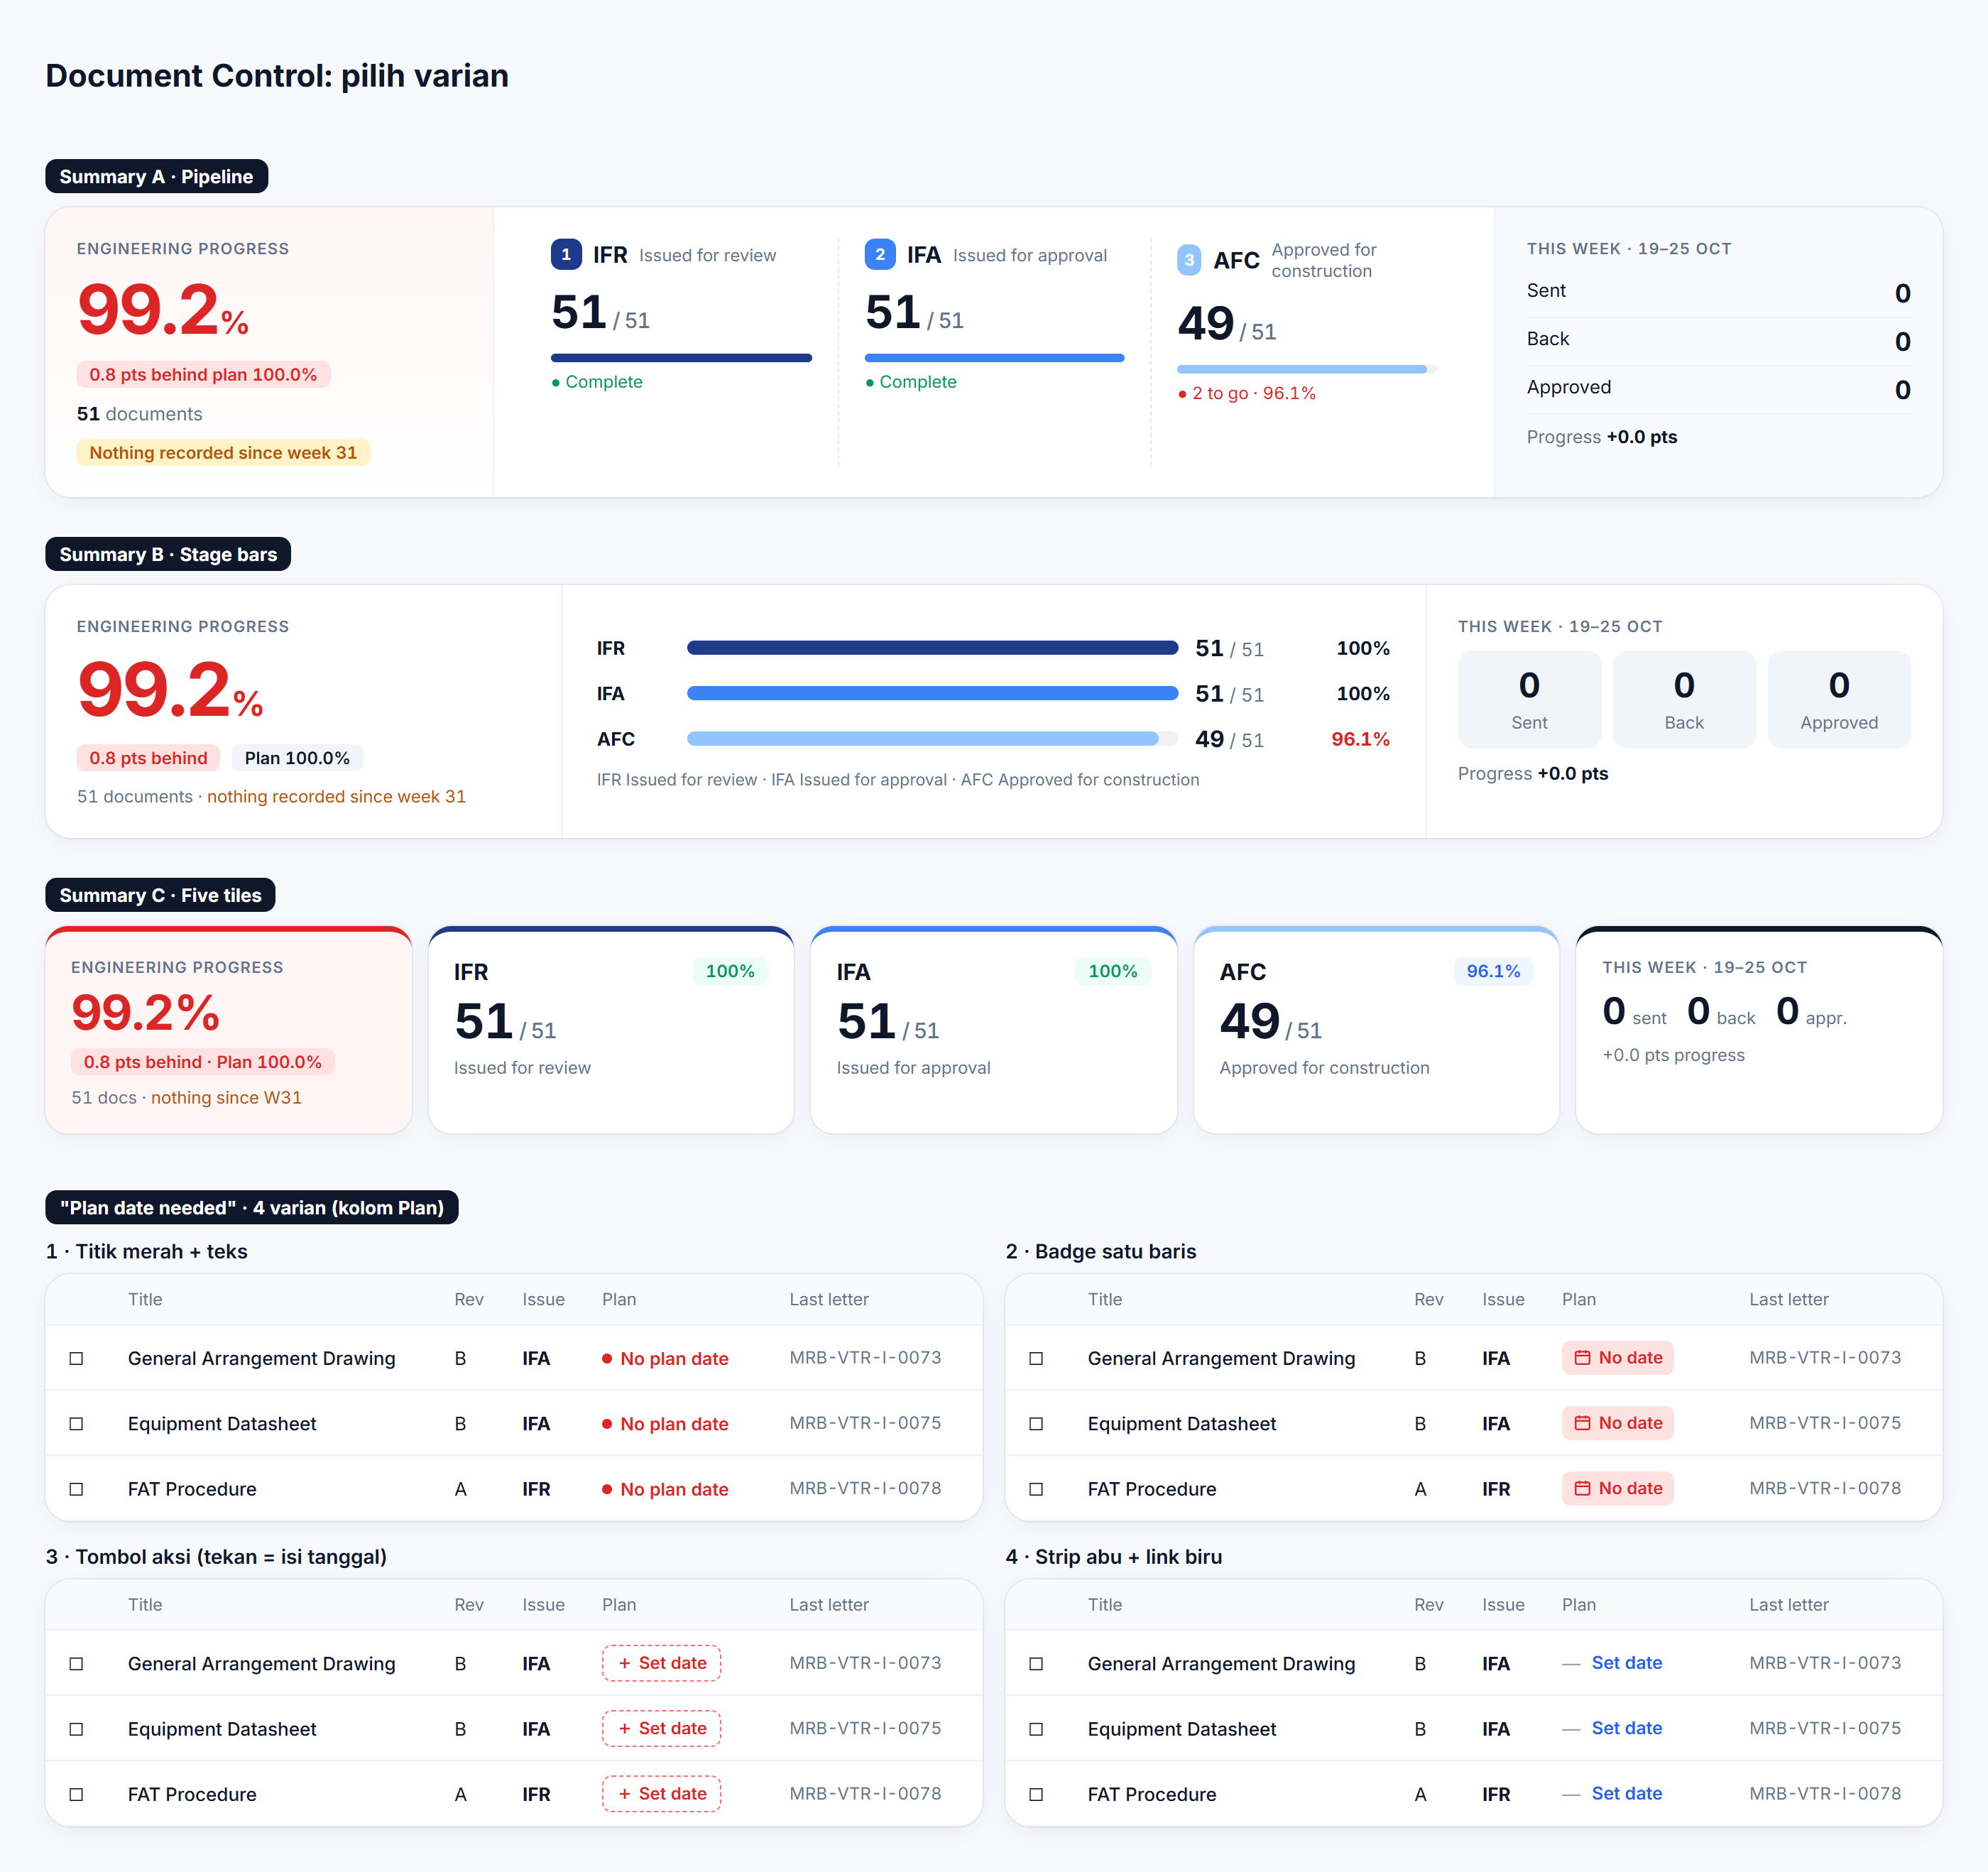 Document Control: pilih varian
Summary A · Pipeline
ENGINEERING PROGRESS
99.2%
0.8 pts behind plan 100.0%
51 documents
Nothing recorded since week 31
1 IFR Issued for review
51 / 51
● Complete
2 IFA Issued for approval
51 / 51
● Complete
3 AFC Approved for
construction
49 / 51
● 2 to go · 96.1%
THIS WEEK · 19–25 OCT
Sent 0
Back 0
Approved 0
Progress +0.0 pts
Summary B · Stage bars
ENGINEERING PROGRESS
99.2%
0.8 pts behind Plan 100.0%
51 documents · nothing recorded since week 31
IFR 51 / 51 100%
IFA 51 / 51 100%
AFC 49 / 51 96.1%
IFR Issued for review · IFA Issued for approval · AFC Approved for construction
THIS WEEK · 19–25 OCT
0 0 0
Sent Back Approved
Progress +0.0 pts
Summary C · Five tiles
ENGINEERING PROGRESS
99.2%
0.8 pts behind · Plan 100.0%
51 docs · nothing since W31
IFR 100%
51 / 51
Issued for review
IFA 100%
51 / 51
Issued for approval
AFC 96.1%
49 / 51
Approved for construction
THIS WEEK · 19–25 OCT
0 sent 0 back 0 appr.
+0.0 pts progress
"Plan date needed" · 4 varian (kolom Plan)
1 · Titik merah + teks
Title Rev Issue Plan Last letter
General Arrangement Drawing B IFA ● No plan date MRB-VTR-I-0073
Equipment Datasheet B IFA ● No plan date MRB-VTR-I-0075
FAT Procedure A IFR ● No plan date MRB-VTR-I-0078
2 · Badge satu baris
Title Rev Issue Plan Last letter
General Arrangement Drawing B IFA No date MRB-VTR-I-0073
Equipment Datasheet B IFA No date MRB-VTR-I-0075
FAT Procedure A IFR No date MRB-VTR-I-0078
3 · Tombol aksi (tekan = isi tanggal)
Title Rev Issue Plan Last letter
General Arrangement Drawing B IFA + Set date MRB-VTR-I-0073
Equipment Datasheet B IFA + Set date MRB-VTR-I-0075
FAT Procedure A IFR + Set date MRB-VTR-I-0078
4 · Strip abu + link biru
Title Rev Issue Plan Last letter
General Arrangement Drawing B IFA — Set date MRB-VTR-I-0073
Equipment Datasheet B IFA — Set date MRB-VTR-I-0075
FAT Procedure A IFR — Set date MRB-VTR-I-0078